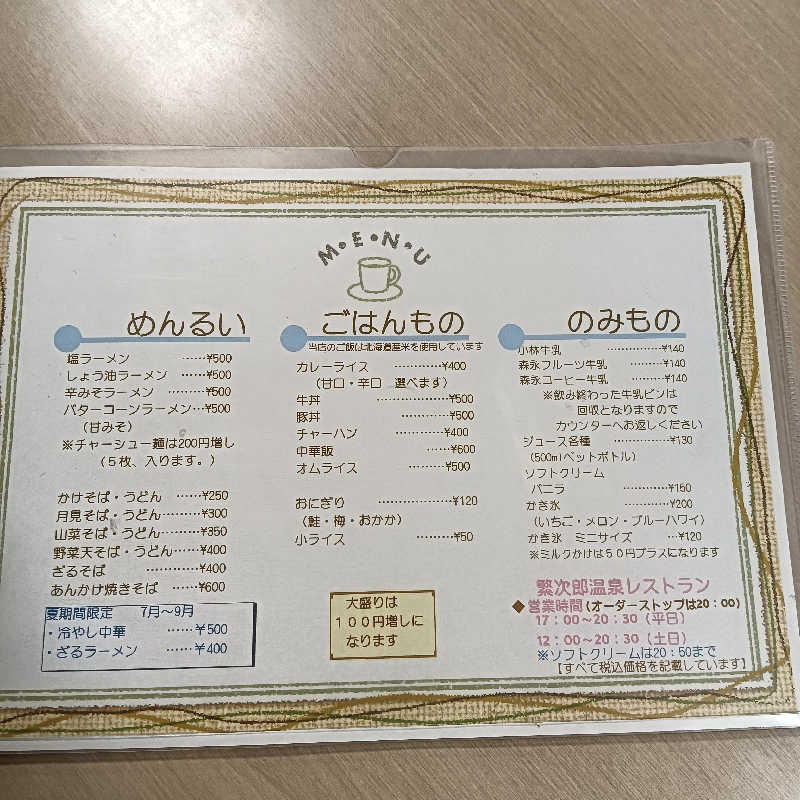 M•E•N•U
めんるい
塩ラーメン ……¥500
しょう油ラーメン ……¥500
辛みそラーメン ………¥500
バターコーンラーメン…¥500
（甘みそ）
※チャーシュー麺は200円増し
（5枚、入ります。）
かけそば・うどん ……¥250
月見そば・うどん………¥300
山菜そば・うどん………¥350
野菜天そば・うどん……¥400
ざるそば …………¥400
あんかけ焼きそば ……¥600
夏期間限定 7月～9月
・冷やし中華 ……¥500
・ざるラーメン ……¥400
ごはんもの
当店のご飯は北海道産米を使用しています
カレーライス …………¥400
（甘口・辛口 選べます）
牛丼 ………………¥500
豚丼 …………¥500
チャーハン …………¥400
中華飯 ……¥600
オムライス …………¥500
おにぎり ……………¥120
（鮭・梅・おかか）
小ライス …………¥50
大盛りは
100円増しに
なります
のみもの
小林牛乳 ……………¥140
森永フルーツ牛乳 ………¥140
森永コーヒー牛乳 ………¥140
※飲み終わった牛乳ビンは
回収となりますので
カウンターへお返しください
ジュース各種 …………¥130
（500mlペットボトル）
ソフトクリーム
バニラ …………¥150
かき氷 …………¥200
（いちご・メロン・ブルーハワイ）
かき氷 ミニサイズ …¥120
※ミルクかけは50円プラスになります
繁次郎温泉レストラン
◆営業時間（オーダーストップは20：00）
17：00～20：30（平日）
12：00～20：30（土日）
※ソフトクリームは20：50まで
【すべて税込価格を記載しています】